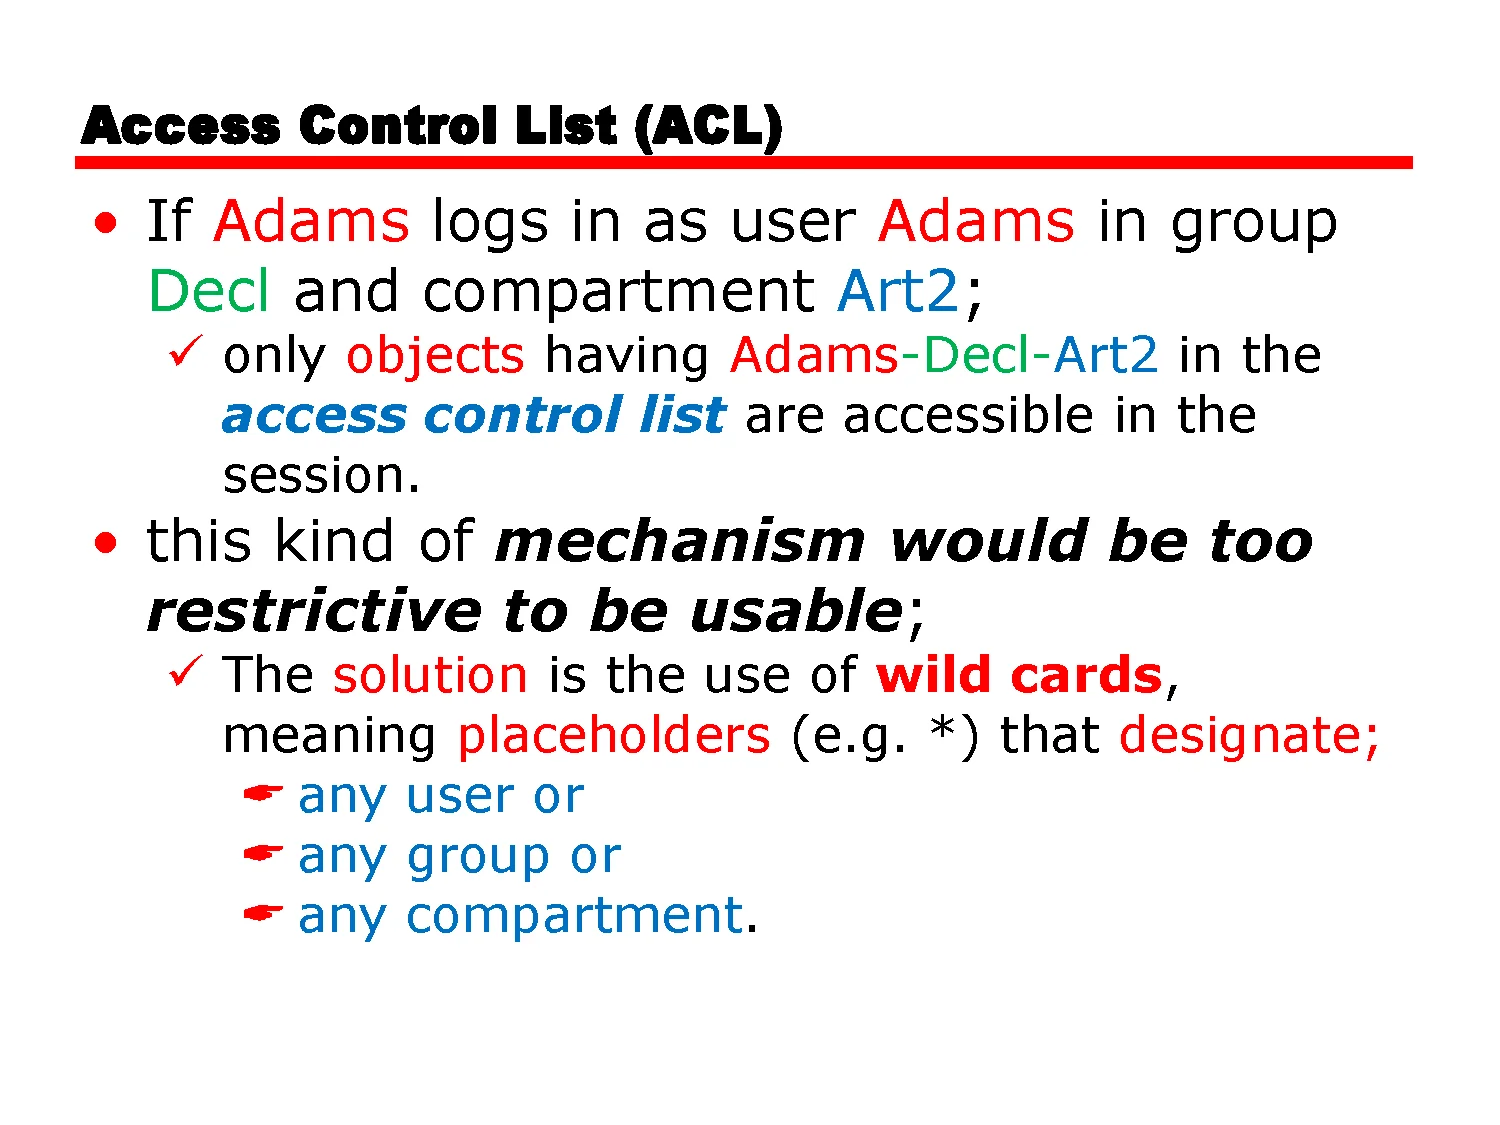 Access Control List (ACL)
• If Adams logs in as user Adams in group
Decl and compartment Art2;
✓ only objects having Adams-Decl-Art2 in the
access control list are accessible in the
session.
• this kind of mechanism would be too
restrictive to be usable;
✓ The solution is the use of wild cards,
meaning placeholders (e.g. *) that designate;
☛ any user or
☛ any group or
☛ any compartment.